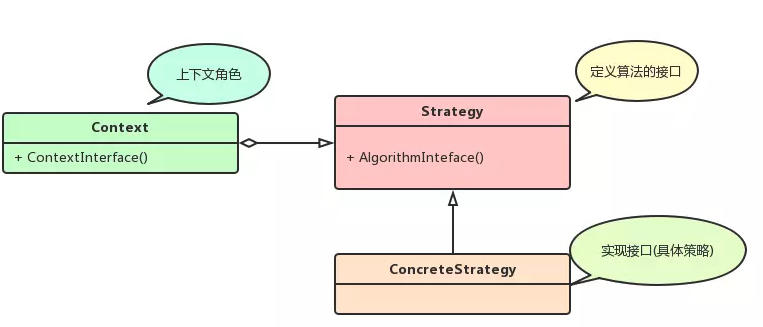 上下文角色
定义算法的接口
Context
+ ContextInterface()
Strategy
+ AlgorithmInteface()
ConcreteStrategy
实现接口(具体策略)